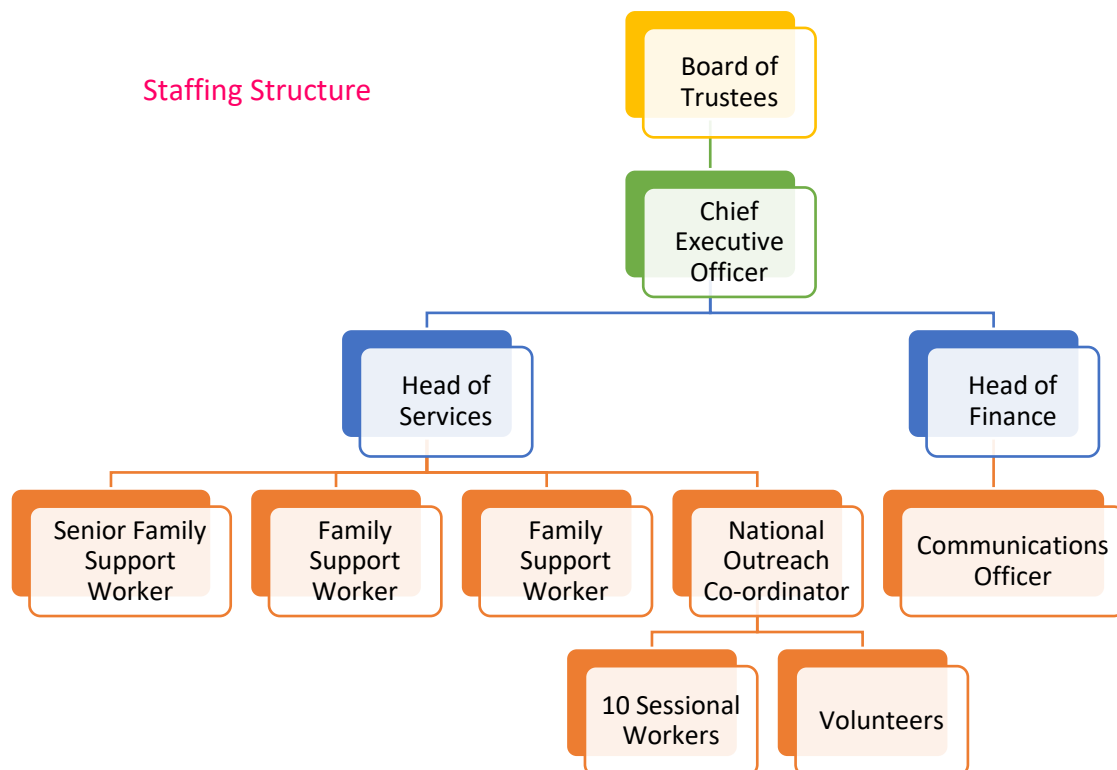 Staffing Structure
Board of
Trustees
Chief
Executive
Officer
Head of
Services
Head of
Finance
Senior Family
Support
Worker
Family
Support
Worker
Family
Support
Worker
National
Outreach
Co-ordinator
Communications
Officer
10 Sessional
Workers
Volunteers